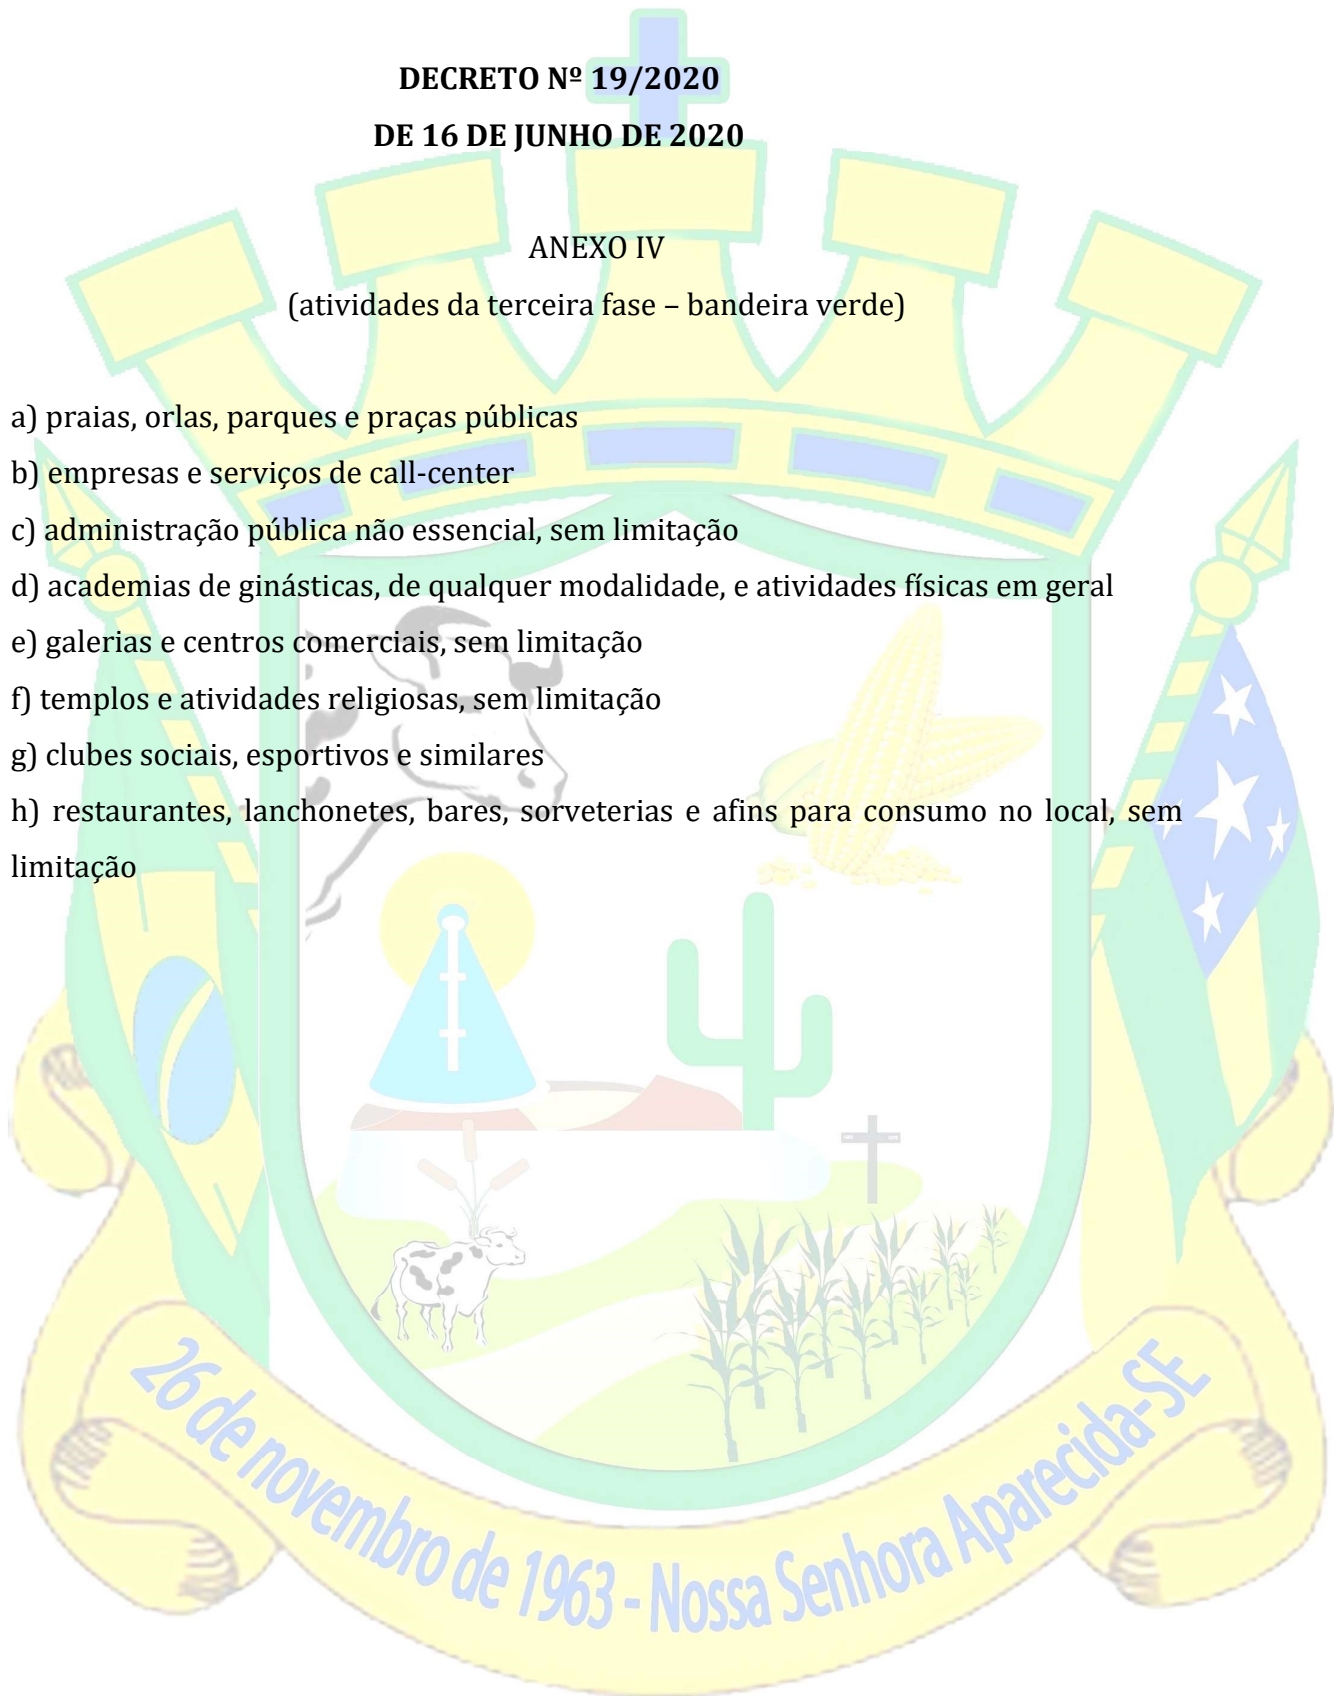 DECRETO Nº 19/2020
DE 16 DE JUNHO DE 2020
ANEXO IV
(atividades da terceira fase – bandeira verde)
a) praias, orlas, parques e praças públicas
b) empresas e serviços de call-center
c) administração pública não essencial, sem limitação
d) academias de ginásticas, de qualquer modalidade, e atividades físicas em geral
e) galerias e centros comerciais, sem limitação
f) templos e atividades religiosas, sem limitação
g) clubes sociais, esportivos e similares
h) restaurantes, lanchonetes, bares, sorveterias e afins para consumo no local, sem
limitação
26 de novembro de 1963 - Nossa Senhora Aparecida-SE